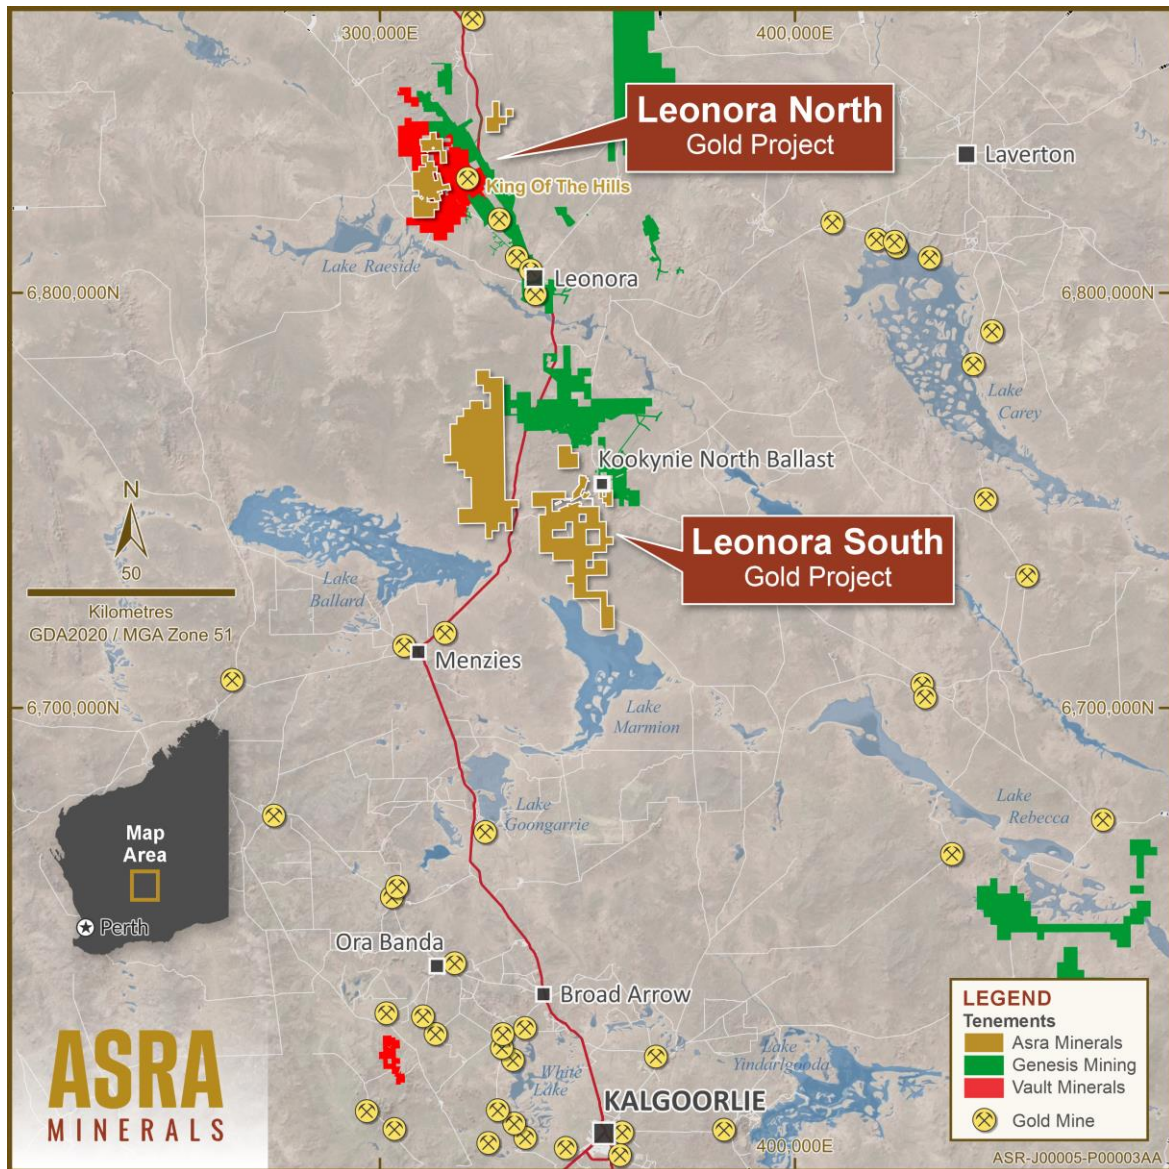 300,000E
400,000E
Leonora North
Gold Project
Laverton
King Of The Hills
Lake Raeside
Leonora
6,800,000N
6,800,000N
Lake
Carey
Kookynie North Ballast
N
50
Kilometres
GDA2020 / MGA Zone 51
Leonora South
Gold Project
Lake
Ballard
Menzies
Lake
Marmion
6,700,000N
6,700,000N
Map
Area
Perth
Lake
Goongarrie
Lake
Rebecca
Ora Banda
Broad Arrow
White
Lake
Lake
Yindarlgooda
KALGOORLIE
400,000E
ASRA
MINERALS
LEGEND
Tenements
Asra Minerals
Genesis Mining
Vault Minerals
Gold Mine
ASR-J00005-P00003AA